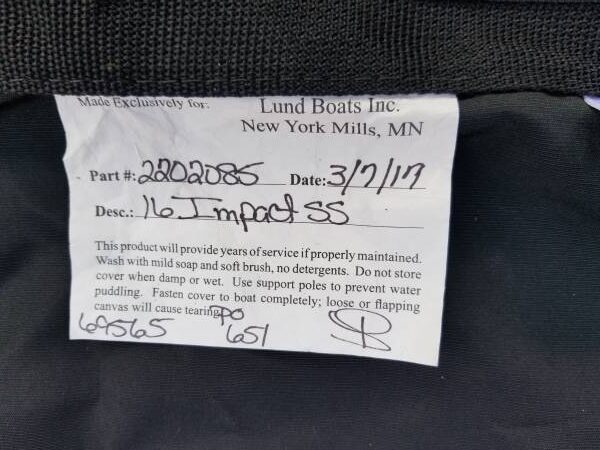 Made Exclusively for: Lund Boats Inc.
New York Mills, MN
Part #: 2202085 Date: 3/7/17
Desc.: 16 Impact SS
This product will provide years of service if properly maintained.
Wash with mild soap and soft brush, no detergents. Do not store
cover when damp or wet. Use support poles to prevent water
puddling. Fasten cover to boat completely; loose or flapping
canvas will cause tearing.
69565 PO 651